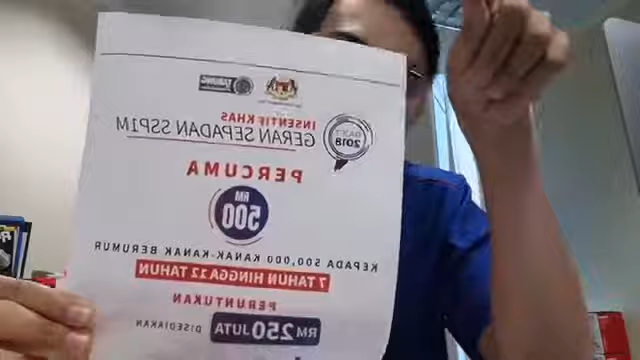 BAJET
2018
INSENTIF KHAS
GERAN SEPADAN SSP1M
PERCUMA
RM
500
KEPADA 500,000 KANAK-KANAK BERUMUR
7 TAHUN HINGGA 12 TAHUN
PERUNTUKAN
RM 250 JUTA DISEDIAKAN